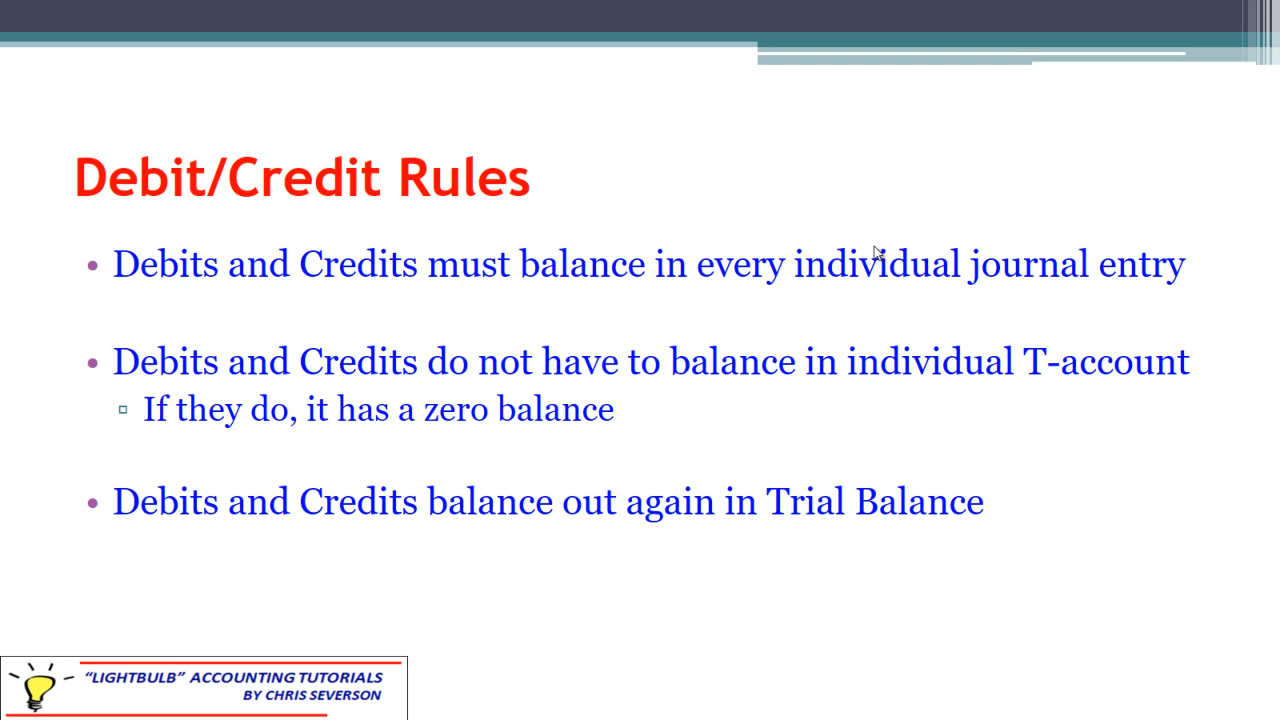 Debit/Credit Rules
• Debits and Credits must balance in every individual journal entry
• Debits and Credits do not have to balance in individual T-account
▫ If they do, it has a zero balance
• Debits and Credits balance out again in Trial Balance
“LIGHTBULB” ACCOUNTING TUTORIALS
BY CHRIS SEVERSON